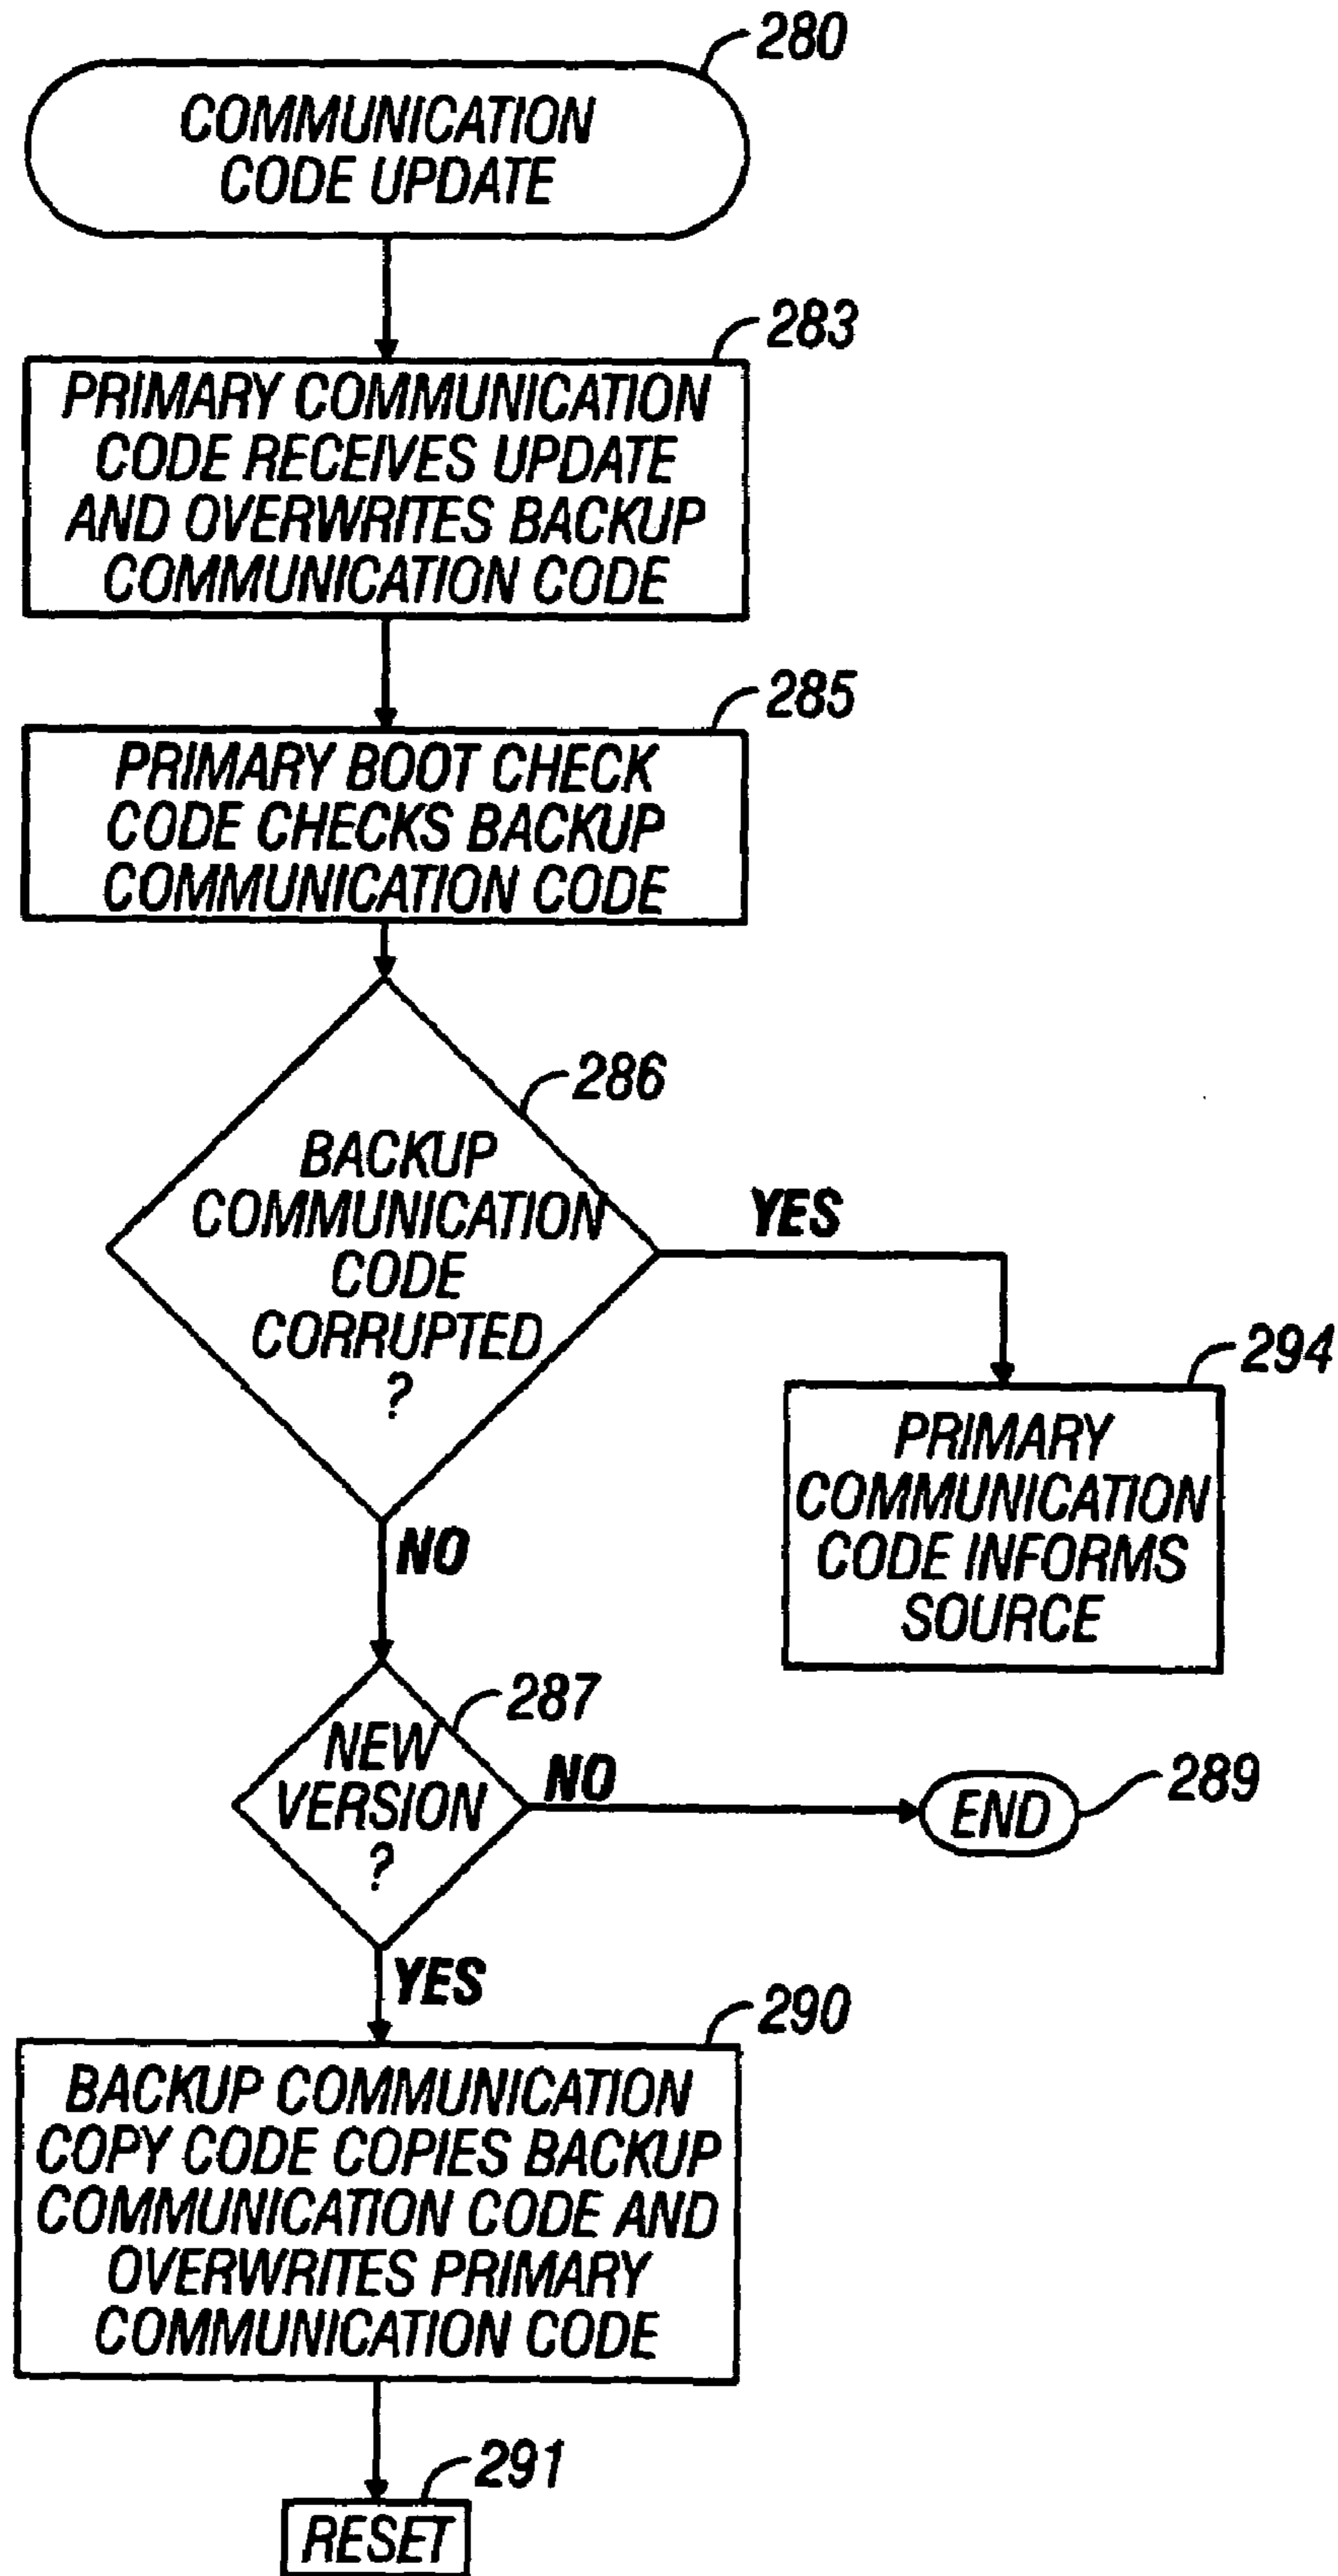 280
COMMUNICATION
CODE UPDATE
283
PRIMARY COMMUNICATION
CODE RECEIVES UPDATE
AND OVERWRITES BACKUP
COMMUNICATION CODE
285
PRIMARY BOOT CHECK
CODE CHECKS BACKUP
COMMUNICATION CODE
286
BACKUP
COMMUNICATION
CODE
CORRUPTED
?
YES
294
PRIMARY
COMMUNICATION
CODE INFORMS
SOURCE
NO
287
NEW
VERSION
?
NO
END
289
YES
290
BACKUP COMMUNICATION
COPY CODE COPIES BACKUP
COMMUNICATION CODE AND
OVERWRITES PRIMARY
COMMUNICATION CODE
291
RESET